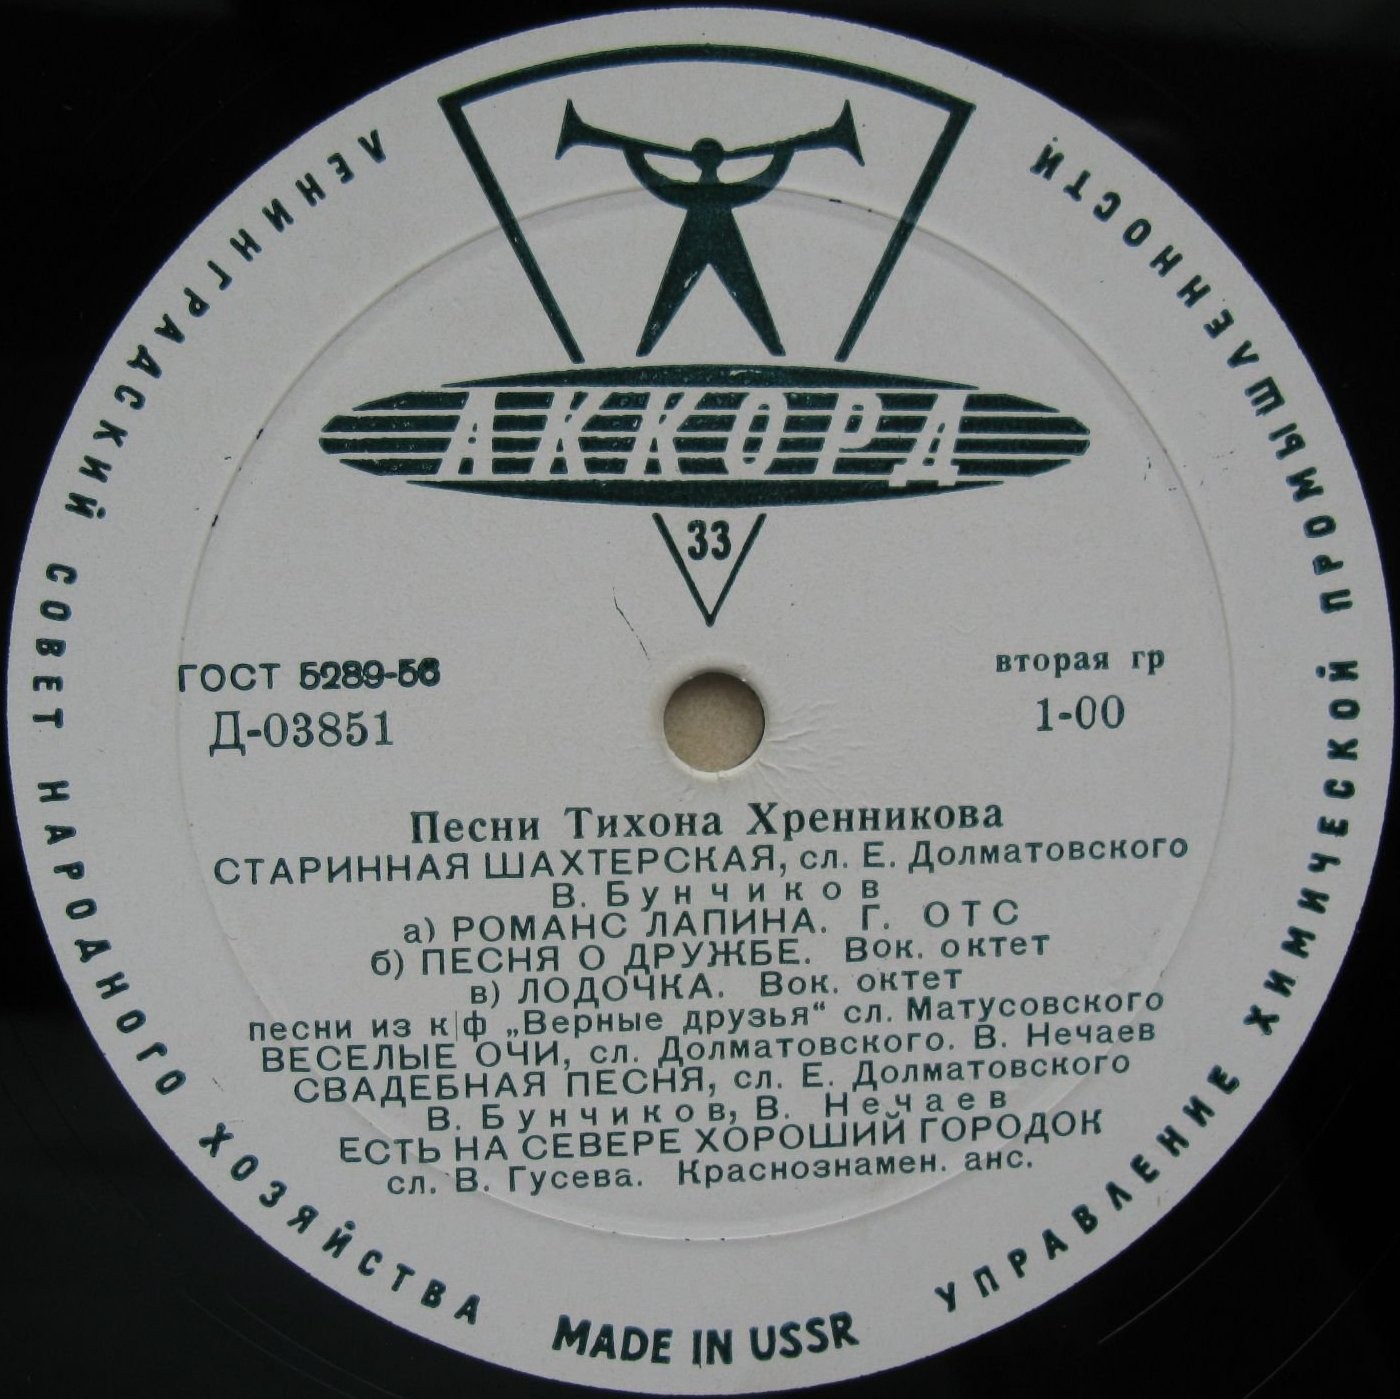 ЛЕНИНГРАДСКИЙ СОВЕТ НАРОДНОГО ХОЗЯЙСТВА
УПРАВЛЕНИЕ ХИМИЧЕСКОЙ ПРОМЫШЛЕННОСТИ
АККОРД
33
ГОСТ 5289-56
вторая гр
Д-03851
1-00
Песни Тихона Хренникова
СТАРИННАЯ ШАХТЕРСКАЯ, сл. Е. Долматовского
В. Бунчиков
а) РОМАНС ЛАПИНА. Г. ОТС
б) ПЕСНЯ О ДРУЖБЕ. Вок. октет
в) ЛОДОЧКА. Вок. октет
песни из к/ф „Верные друзья“ сл. Матусовского
ВЕСЕЛЫЕ ОЧИ, сл. Долматовского. В. Нечаев
СВАДЕБНАЯ ПЕСНЯ, сл. Е. Долматовского
В. Бунчиков, В. Нечаев
ЕСТЬ НА СЕВЕРЕ ХОРОШИЙ ГОРОДОК
сл. В. Гусева. Краснознамен. анс.
MADE IN USSR